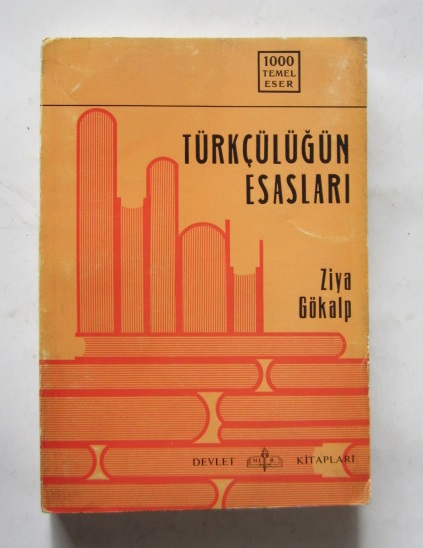 1000
TEMEL
ESER
TÜRKÇÜLÜĞÜN
ESASLARI
Ziya
Gökalp
DEVLET KİTAPLARI